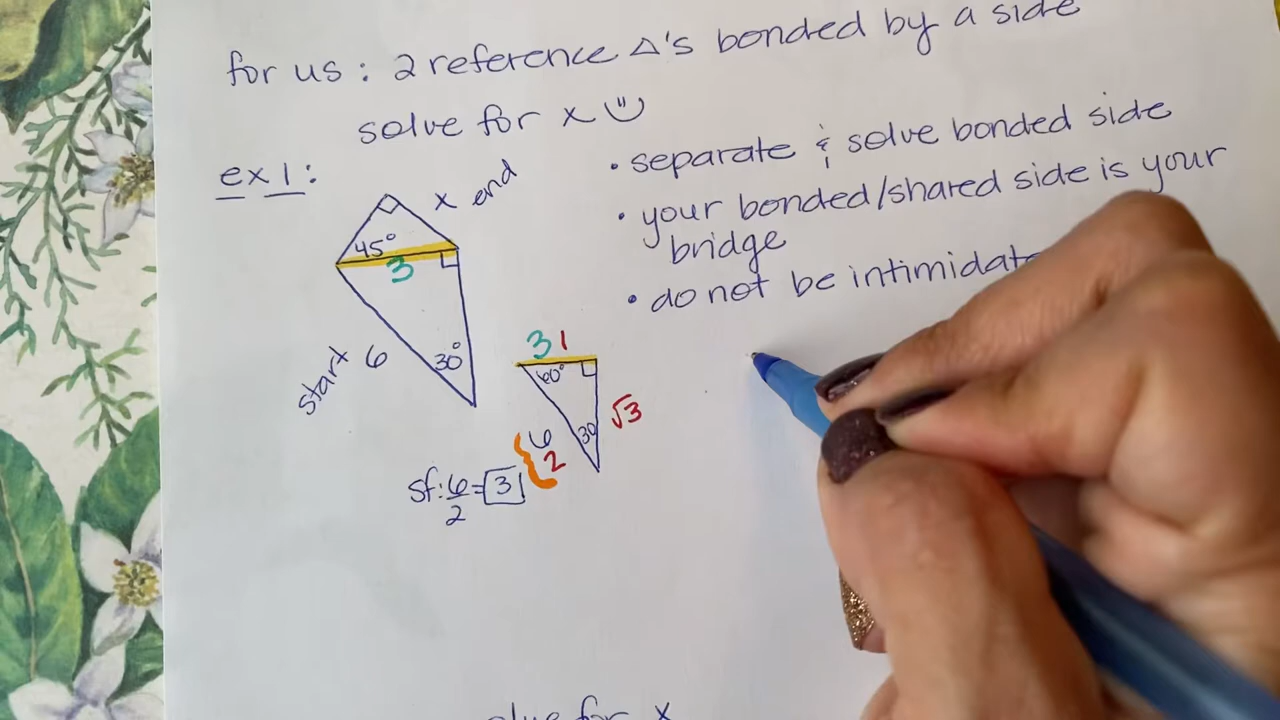 for us : 2 reference Δ's bonded by a side
solve for x
ex 1:
• separate & solve bonded side
• your bonded/shared side is your
bridge
• do not be
x end
45°
3
start 6
30°
3 1
60°
30
√3
6
2
sf: 6/2 = 3
for x